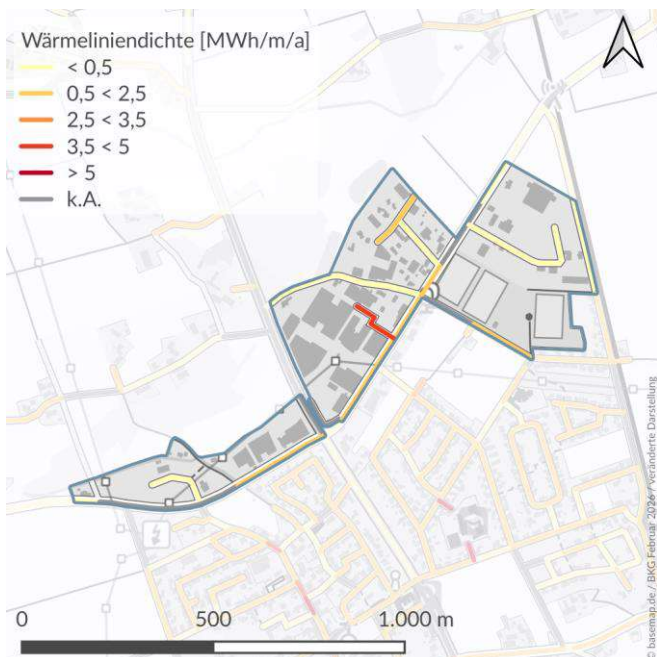 Wärmeliniendichte [MWh/m/a]
< 0,5
0,5 < 2,5
2,5 < 3,5
3,5 < 5
> 5
k.A.
0 500 1.000 m
© basemap.de / BKG Februar 2026 / veränderte Darstellung